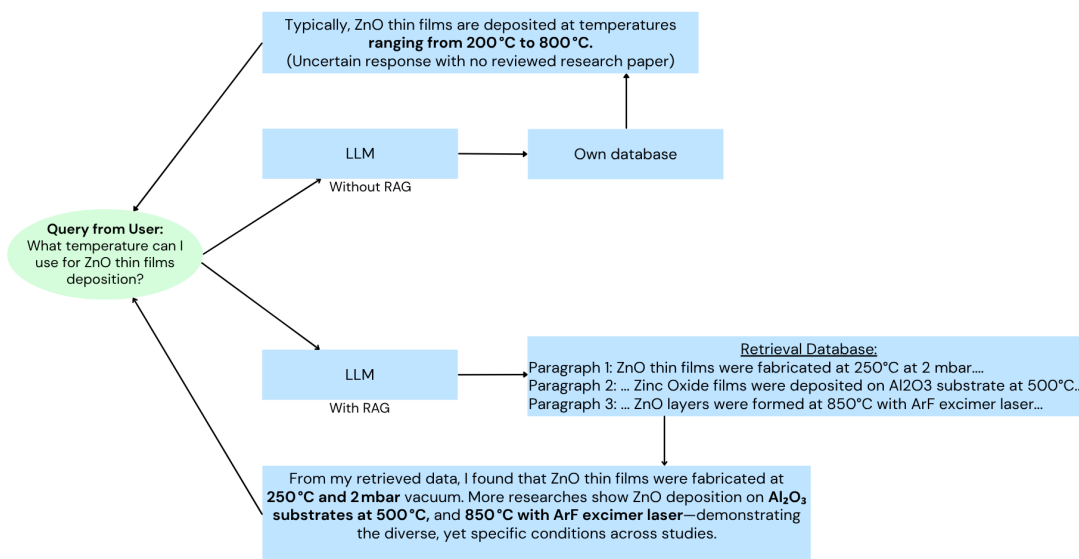 Typically, ZnO thin films are deposited at temperatures
ranging from 200 °C to 800 °C.
(Uncertain response with no reviewed research paper)
LLM
Own database
Without RAG
Query from User:
What temperature can I
use for ZnO thin films
deposition?
Retrieval Database:
Paragraph 1: ZnO thin films were fabricated at 250°C at 2 mbar....
Paragraph 2: ... Zinc Oxide films were deposited on Al2O3 substrate at 500°C..
Paragraph 3: ... ZnO layers were formed at 850°C with ArF excimer laser...
LLM
With RAG
From my retrieved data, I found that ZnO thin films were fabricated at
250 °C and 2 mbar vacuum. More researches show ZnO deposition on Al₂O₃
substrates at 500 °C, and 850 °C with ArF excimer laser—demonstrating
the diverse, yet specific conditions across studies.